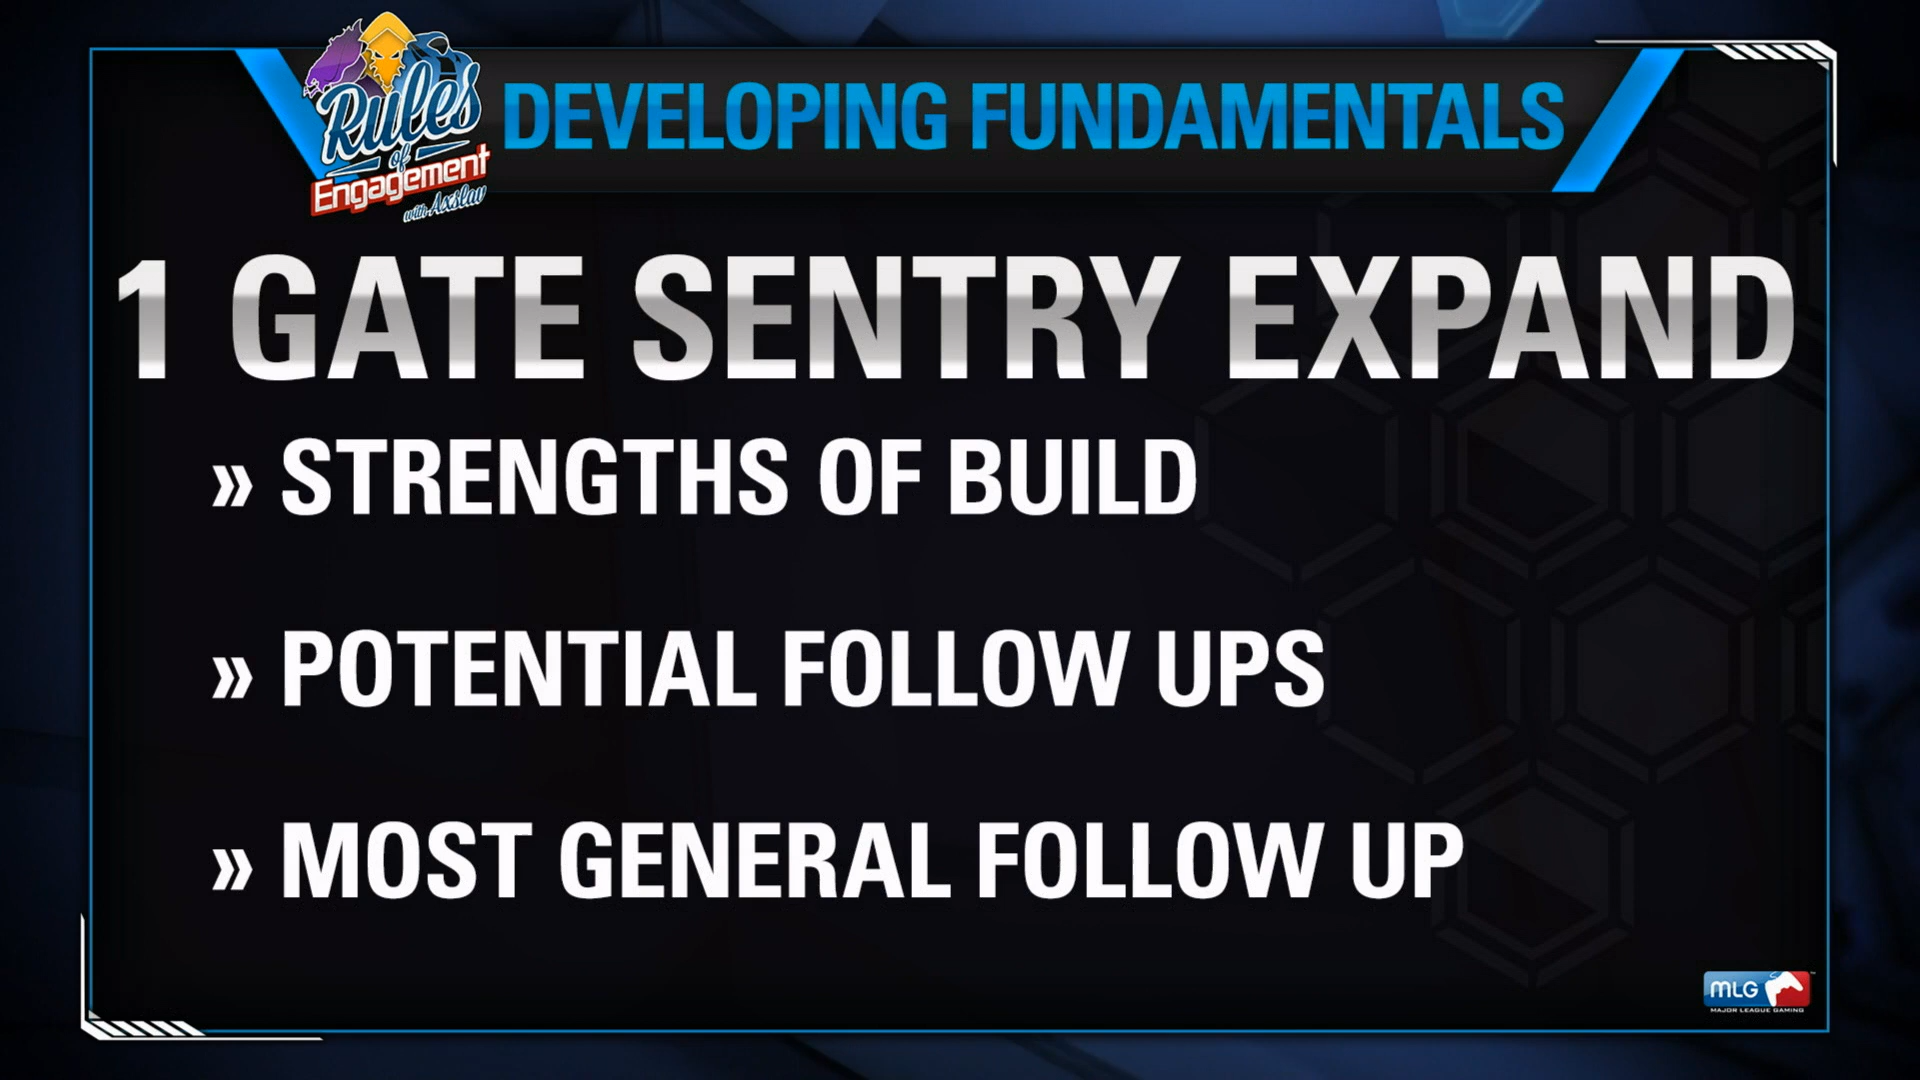 Rules
of
Engagement
with Axslav
DEVELOPING FUNDAMENTALS
1 GATE SENTRY EXPAND
» STRENGTHS OF BUILD
» POTENTIAL FOLLOW UPS
» MOST GENERAL FOLLOW UP
MLG
MAJOR LEAGUE GAMING